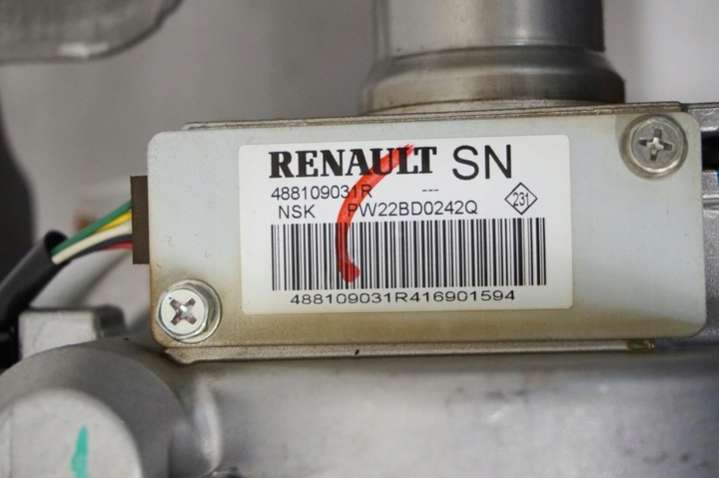 RENAULT SN
488109031R ---
NSK PW22BD0242Q
231
488109031R416901594